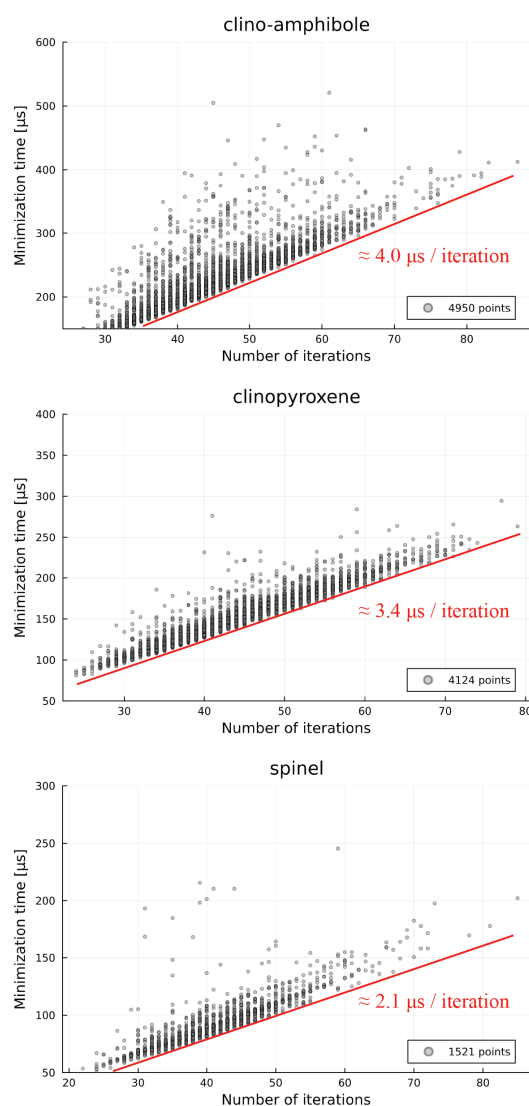 clino-amphibole
600
500
400
300
200
Minimization time [μs]
≈ 4.0 μs / iteration
4950 points
30 40 50 60 70 80
Number of iterations
clinopyroxene
400
350
300
250
200
150
100
50
Minimization time [μs]
≈ 3.4 μs / iteration
4124 points
30 40 50 60 70 80
Number of iterations
spinel
300
250
200
150
100
50
Minimization time [μs]
≈ 2.1 μs / iteration
1521 points
20 30 40 50 60 70 80
Number of iterations